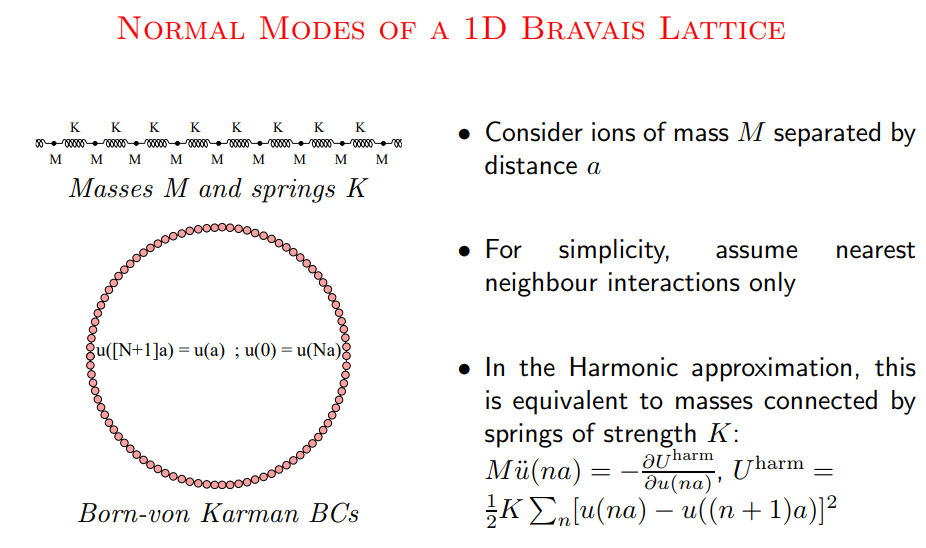 NORMAL MODES OF A 1D BRAVAIS LATTICE
K K K K K K K K
M M M M M M M M M
Masses M and springs K
u([N+1]a) = u(a) ; u(0) = u(Na)
Born-von Karman BCs
• Consider ions of mass M separated by
distance a
• For simplicity, assume nearest
neighbour interactions only
• In the Harmonic approximation, this
is equivalent to masses connected by
springs of strength K:
Mü(na) = −∂U^harm/∂u(na), U^harm =
½K ∑ₙ[u(na) − u((n + 1)a)]²